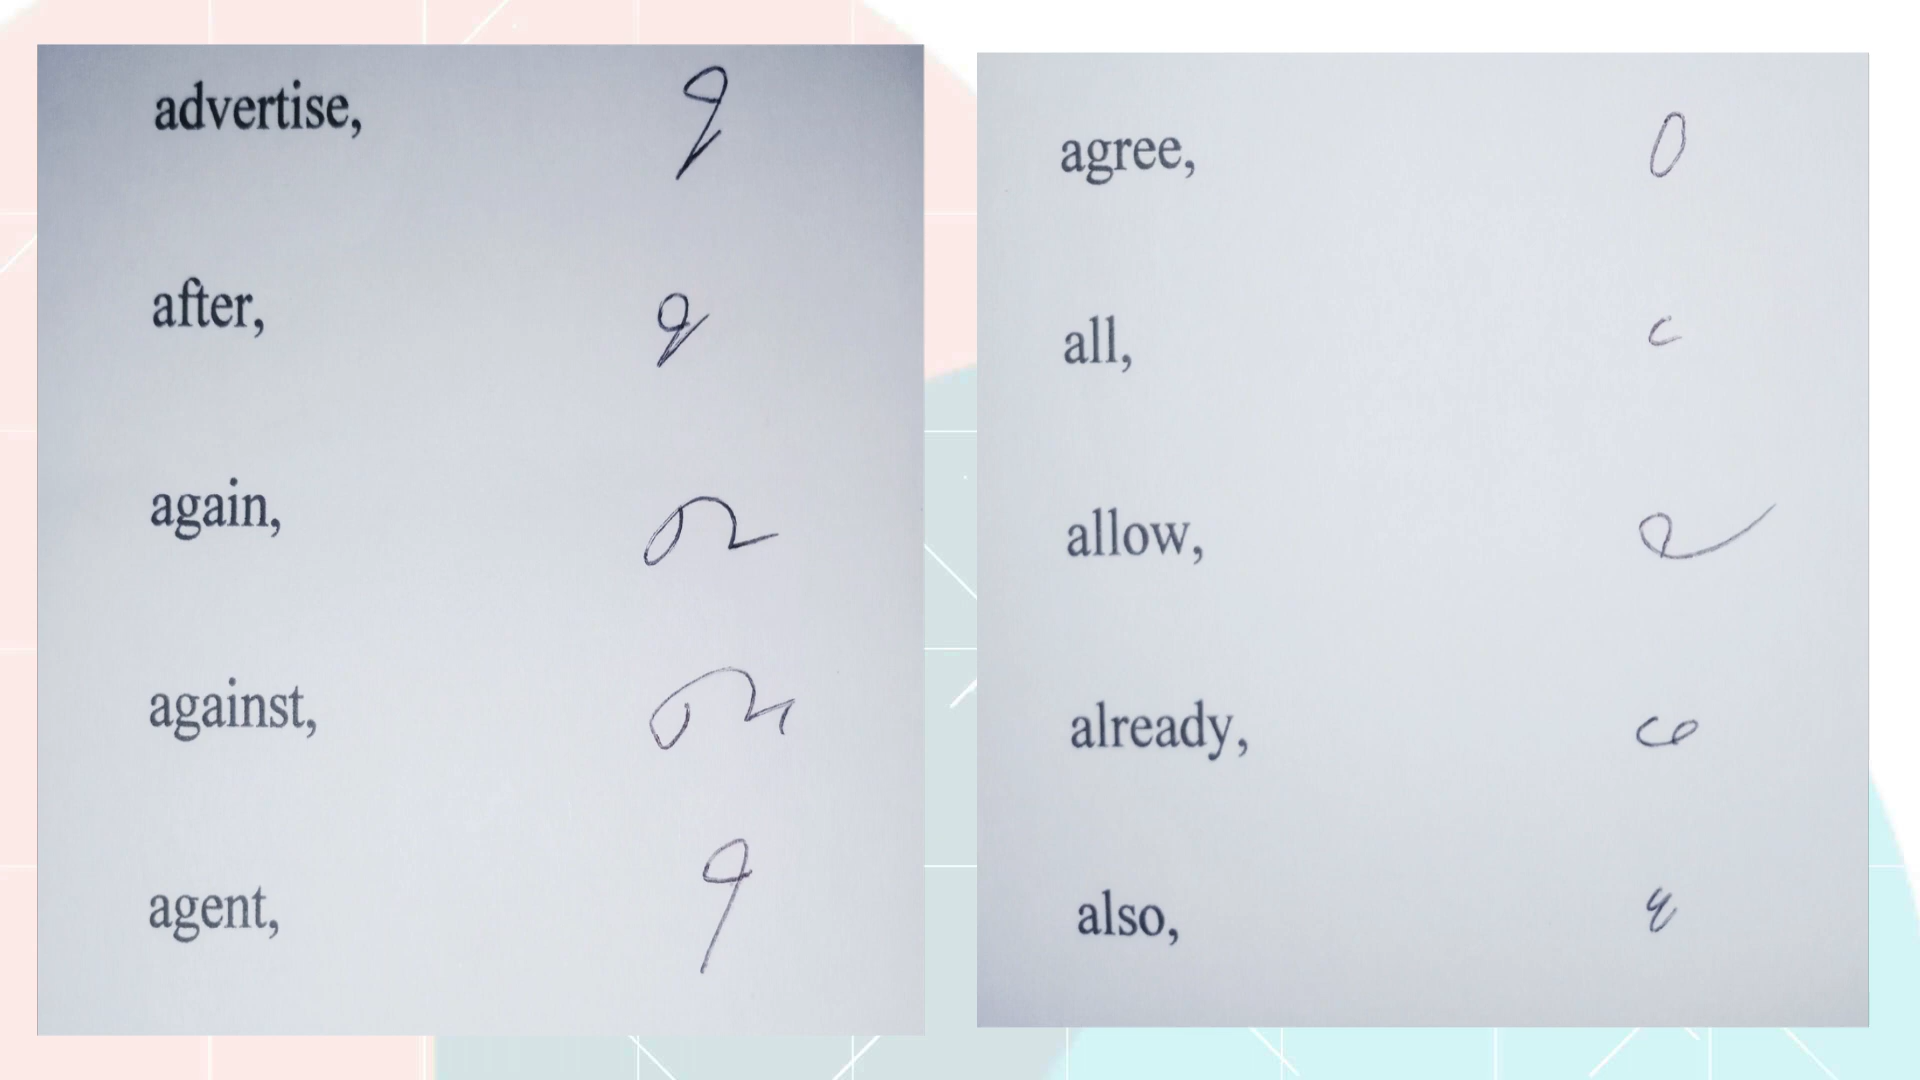 advertise,
after,
again,
against,
agent,
agree,
all,
allow,
already,
also,